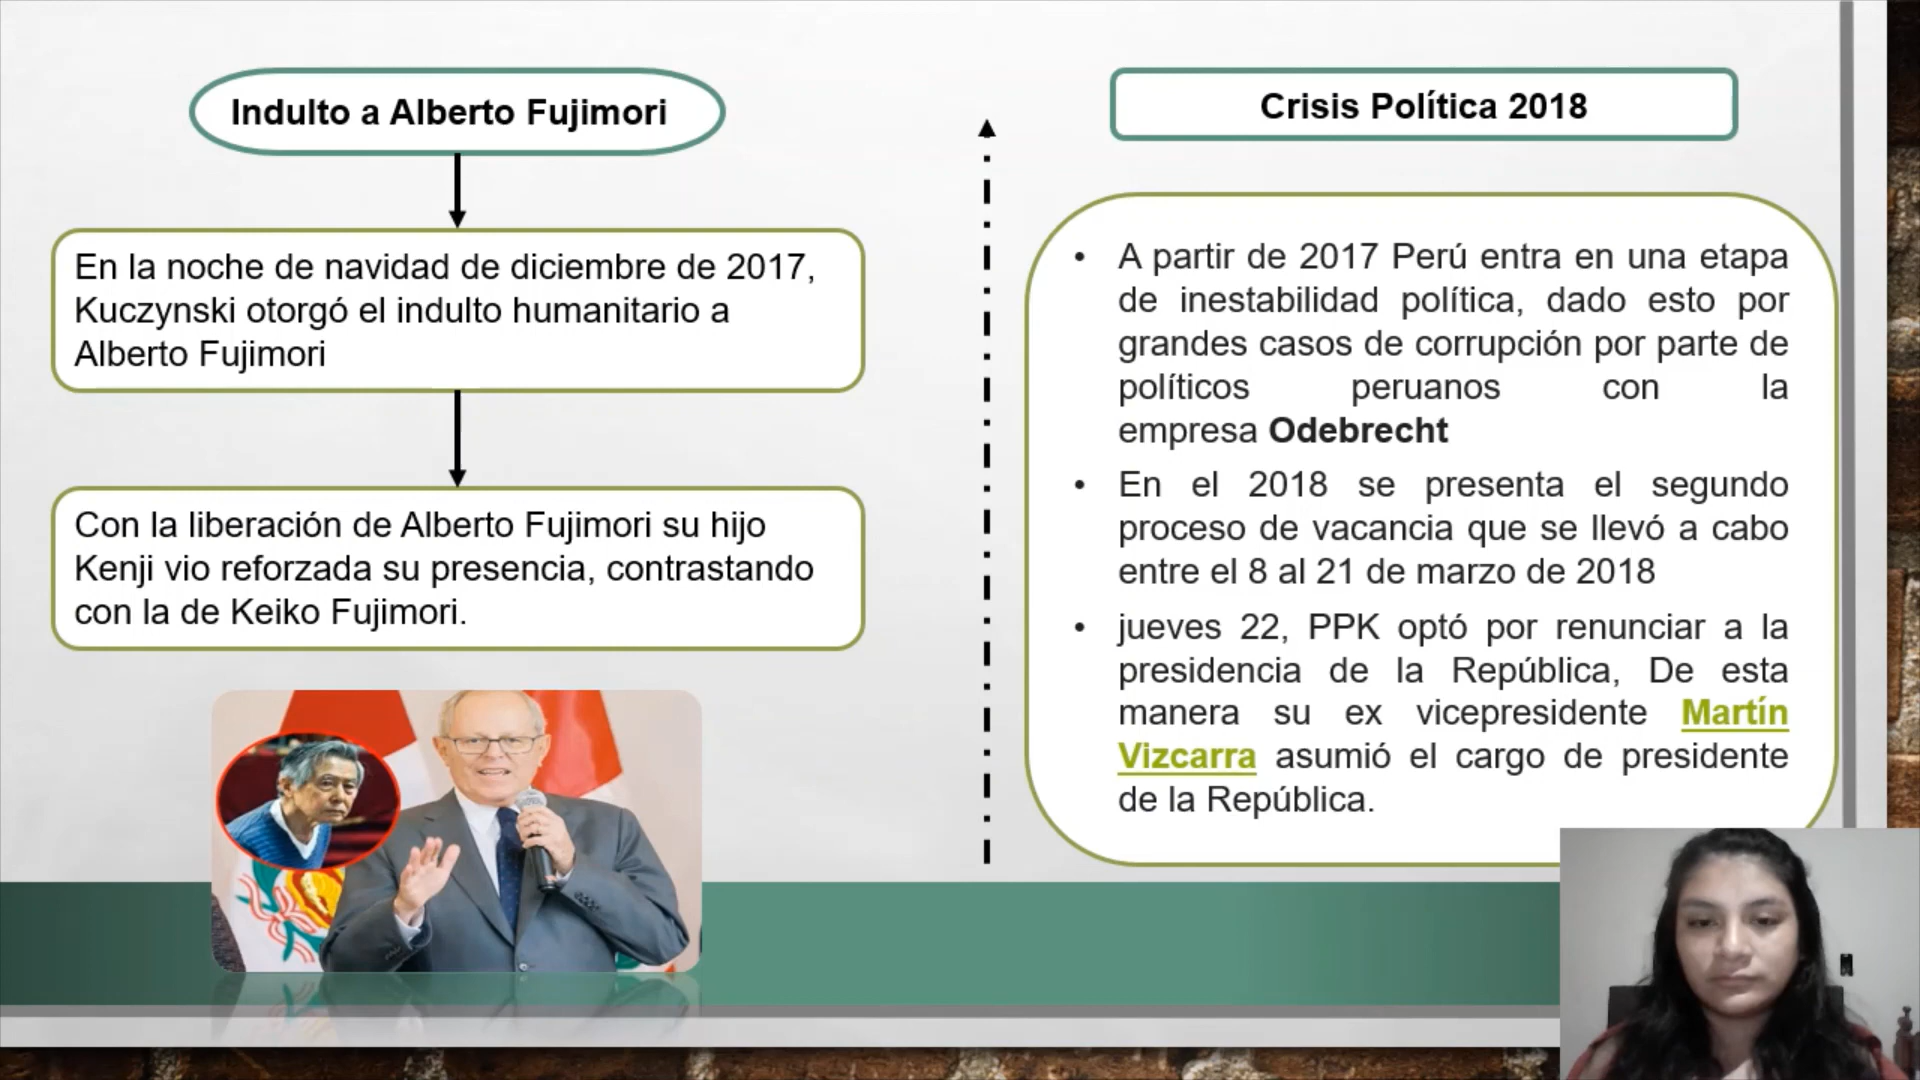 Indulto a Alberto Fujimori
En la noche de navidad de diciembre de 2017,
Kuczynski otorgó el indulto humanitario a
Alberto Fujimori
Con la liberación de Alberto Fujimori su hijo
Kenji vio reforzada su presencia, contrastando
con la de Keiko Fujimori.
Crisis Política 2018
• A partir de 2017 Perú entra en una etapa
de inestabilidad política, dado esto por
grandes casos de corrupción por parte de
políticos peruanos con la
empresa Odebrecht
• En el 2018 se presenta el segundo
proceso de vacancia que se llevó a cabo
entre el 8 al 21 de marzo de 2018
• jueves 22, PPK optó por renunciar a la
presidencia de la República, De esta
manera su ex vicepresidente Martín
Vizcarra asumió el cargo de presidente
de la República.